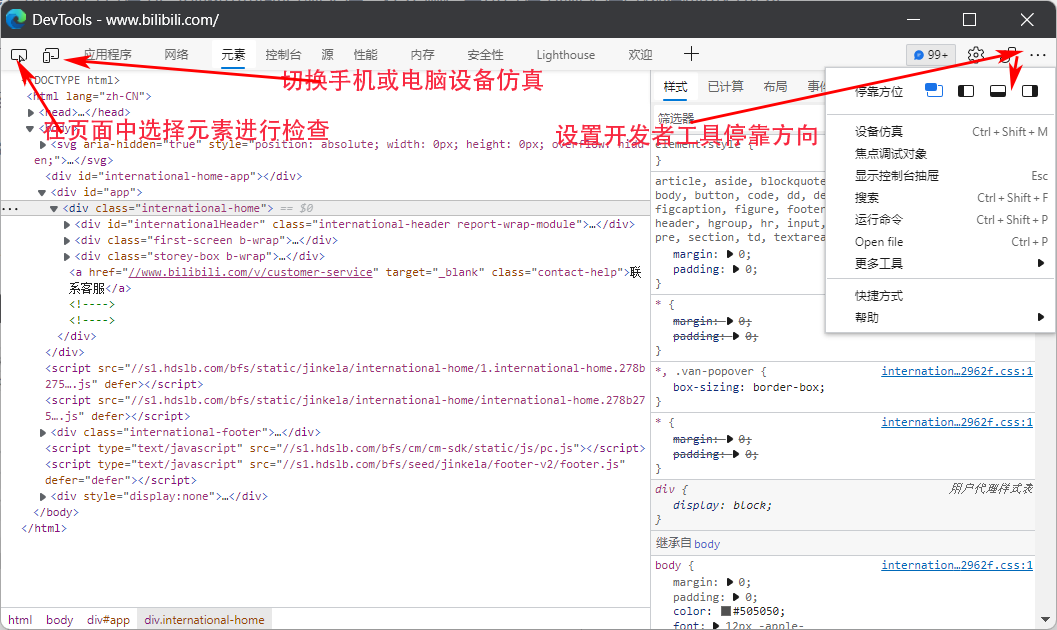 DevTools - www.bilibili.com/
应用程序 网络 元素 控制台 源 性能 内存 安全性 Lighthouse 欢迎 99+
切换手机或电脑设备仿真
在页面中选择元素进行检查
设置开发者工具停靠方向
DOCTYPE html>
<html lang="zh-CN">
<head>…</head>
<body>
<svg aria-hidden="true" style="position: absolute; width: 0px; height: 0px; overflow: hidd
en;">…</svg>
<div id="international-home-app"></div>
<div id="app">
··· <div class="international-home"> == $0
<div id="internationalHeader" class="international-header report-wrap-module">…</div>
<div class="first-screen b-wrap">…</div>
<div class="storey-box b-wrap">…</div>
<a href="//www.bilibili.com/v/customer-service" target="_blank" class="contact-help">联
系客服</a>
<!---->
<!---->
</div>
</div>
<script src="//s1.hdslb.com/bfs/static/jinkela/international-home/1.international-home.278b
275….js" defer></script>
<script src="//s1.hdslb.com/bfs/static/jinkela/international-home/international-home.278b27
5….js" defer></script>
<div class="international-footer">…</div>
<script type="text/javascript" src="//s1.hdslb.com/bfs/cm/cm-sdk/static/js/pc.js"></script>
<script type="text/javascript" src="//s1.hdslb.com/bfs/seed/jinkela/footer-v2/footer.js"
defer="defer"></script>
<div style="display:none">…</div>
</body>
</html>
html body div#app div.international-home
样式 已计算 布局
筛选器
element.style {
}
article, aside, blockquote
body, button, code, dd, de
figcaption, figure, footer
header, hgroup, hr, input,
pre, section, td, textarea
margin: 0;
padding: 0;
}
* {
margin: 0;
padding: 0;
}
*, .van-popover { internation…2962f.css:1
box-sizing: border-box;
}
* { internation…2962f.css:1
margin: 0;
padding: 0;
}
div { 用户代理样式表
display: block;
}
继承自 body
body { internation…2962f.css:1
margin: 0;
padding: 0;
color: #505050;
font: 12px -apple-
停靠方位
设备仿真 Ctrl + Shift + M
焦点调试对象
显示控制台抽屉 Esc
搜索 Ctrl + Shift + F
运行命令 Ctrl + Shift + P
Open file Ctrl + P
更多工具
快捷方式
帮助